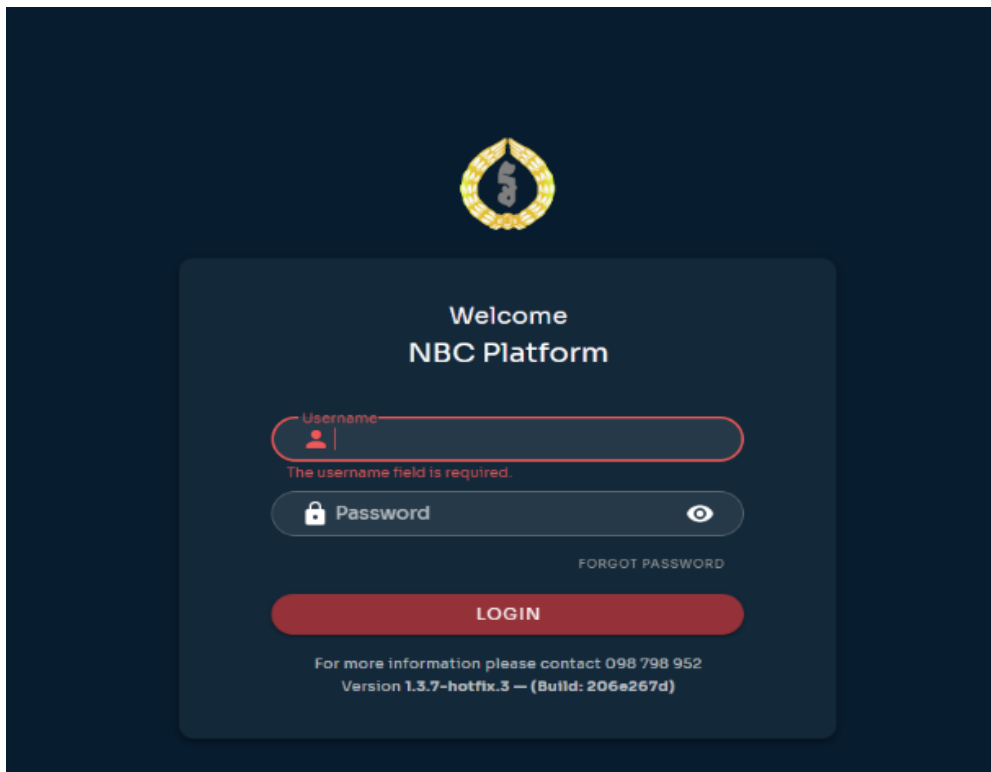 Welcome
NBC Platform
Username
The username field is required.
Password
FORGOT PASSWORD
LOGIN
For more information please contact 098 798 952
Version 1.3.7-hotfix.3 — (Build: 206e267d)